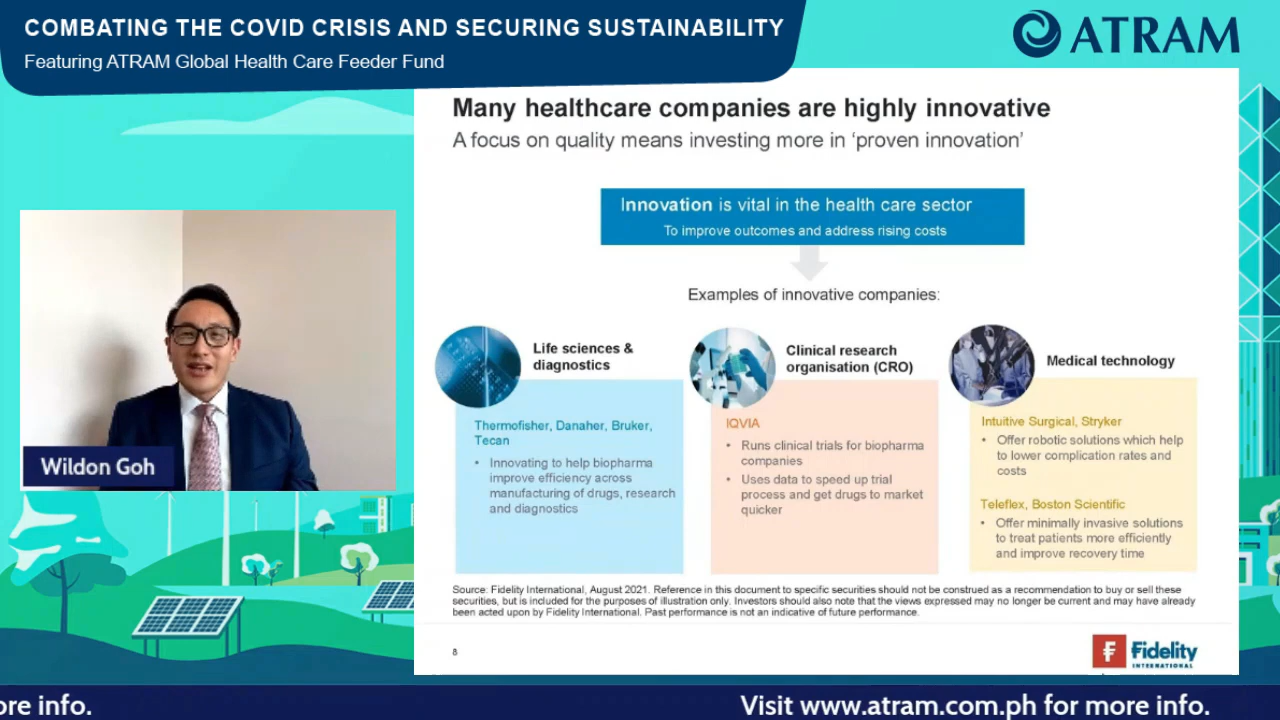 COMBATING THE COVID CRISIS AND SECURING SUSTAINABILITY
Featuring ATRAM Global Health Care Feeder Fund
ATRAM
Many healthcare companies are highly innovative
A focus on quality means investing more in ‘proven innovation’
Innovation is vital in the health care sector
To improve outcomes and address rising costs
Examples of innovative companies:
Life sciences &
diagnostics
Thermofisher, Danaher, Bruker,
Tecan
• Innovating to help biopharma
improve efficiency across
manufacturing of drugs, research
and diagnostics
Clinical research
organisation (CRO)
IQVIA
• Runs clinical trials for biopharma
companies
• Uses data to speed up trial
process and get drugs to market
quicker
Medical technology
Intuitive Surgical, Stryker
• Offer robotic solutions which help
to lower complication rates and
costs
Teleflex, Boston Scientific
• Offer minimally invasive solutions
to treat patients more efficiently
and improve recovery time
Wildon Goh
Source: Fidelity International, August 2021. Reference in this document to specific securities should not be construed as a recommendation to buy or sell these
securities, but is included for the purposes of illustration only. Investors should also note that the views expressed may no longer be current and may have already
been acted upon by Fidelity International. Past performance is not an indicative of future performance.
8
Fidelity
INTERNATIONAL
ore info.
Visit www.atram.com.ph for more info.